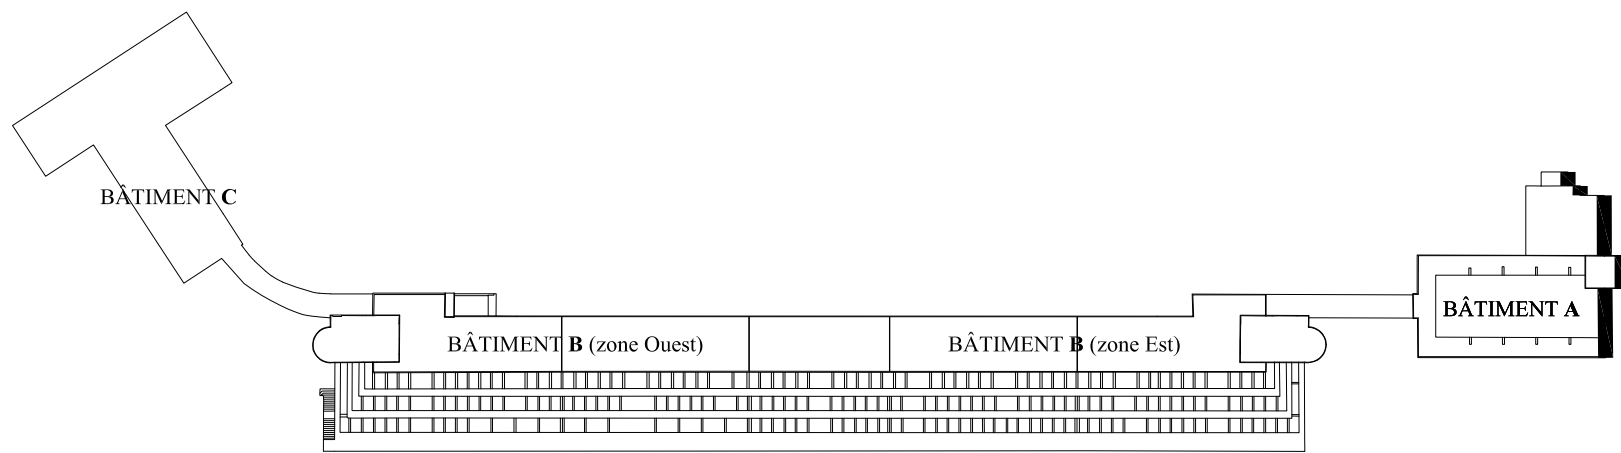 BÂTIMENT C
BÂTIMENT A
BÂTIMENT B (zone Ouest)
BÂTIMENT B (zone Est)